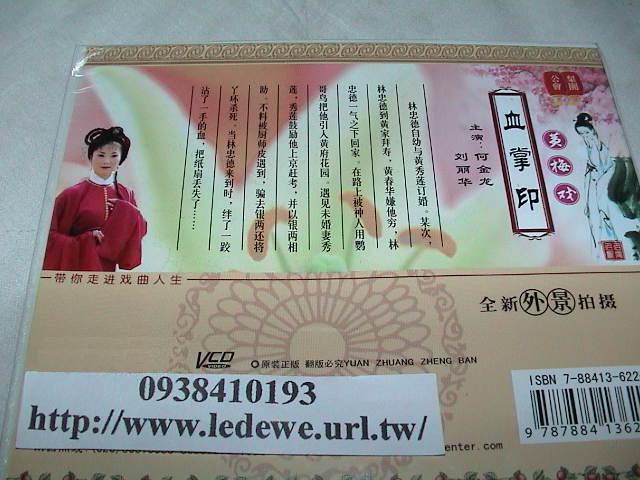 公會
梨園
黄梅戏
血掌印
主演：何金龙
刘丽华
林忠德自幼与黄秀莲订婚。某次，
林忠德到黄家拜寿，黄春华嫌他穷，林
忠德一气之下回家。在路上被神人用鹦
哥鸟把他引入黄府花园。遇见未婚妻秀
莲，秀莲鼓励他上京赶考，并以银两相
助，不料被厨师皮遇到，骗去银两还将
丫环杀死。当林忠德来到时，绊了一跤
沾了一手的血，把纸扇丢失了……
带你走进戏曲人生
全新外景拍摄
VCD
VIDEO
原装正版 翻版必究YUAN ZHUANG ZHENG BAN
ISBN 7-88413-622
9 787884 1362
0938410193
http://www.ledewe.url.tw/
enter.com